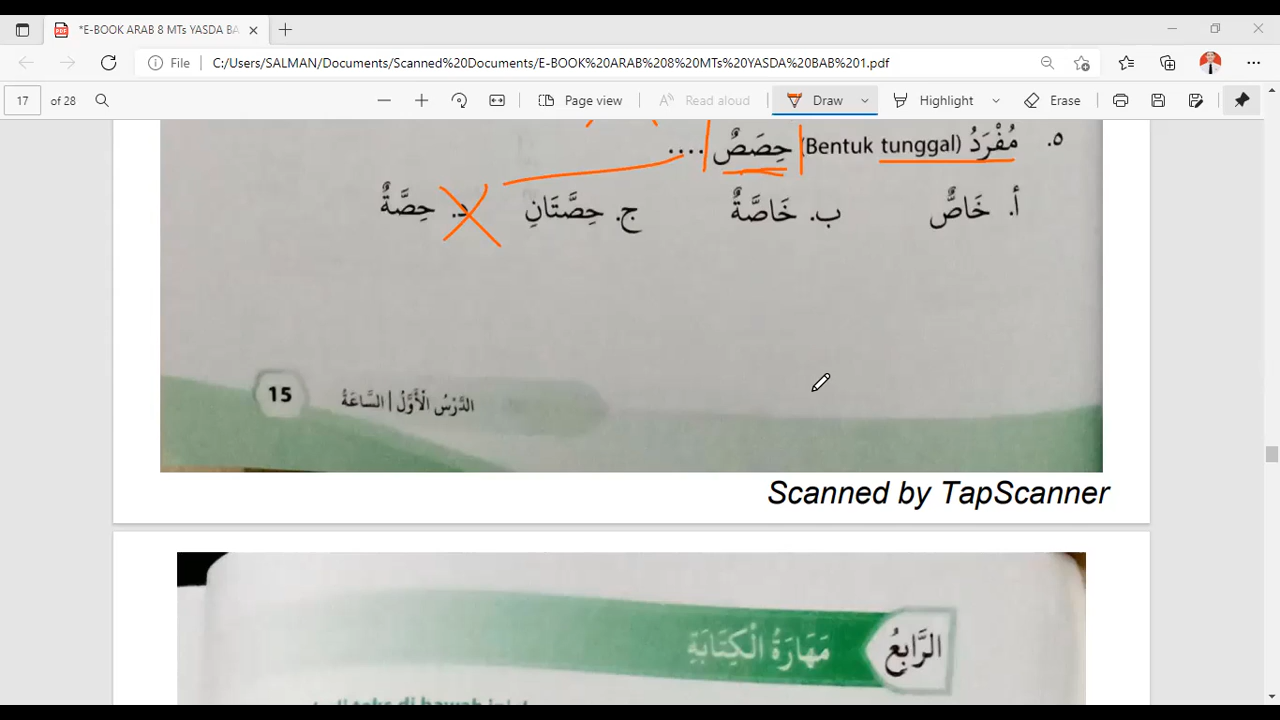 *E-BOOK ARAB 8 MTs YASDA BA
File
C:/Users/SALMAN/Documents/Scanned%20Documents/E-BOOK%20ARAB%208%20MTs%20YASDA%20BAB%201.pdf
17 of 28
Page view
Read aloud
Draw
Highlight
Erase
٥. مُفْرَدُ (Bentuk tunggal) حِصَصٌ ....
أ. خَاصٌّ ب. خَاصَّةٌ ج. حِصَّتَانِ د. حِصَّةٌ
الدَّرْسُ الْأَوَّلُ | السَّاعَةُ 15
Scanned by TapScanner
الرَّابِعُ مَهَارَةُ الْكِتَابَةِ